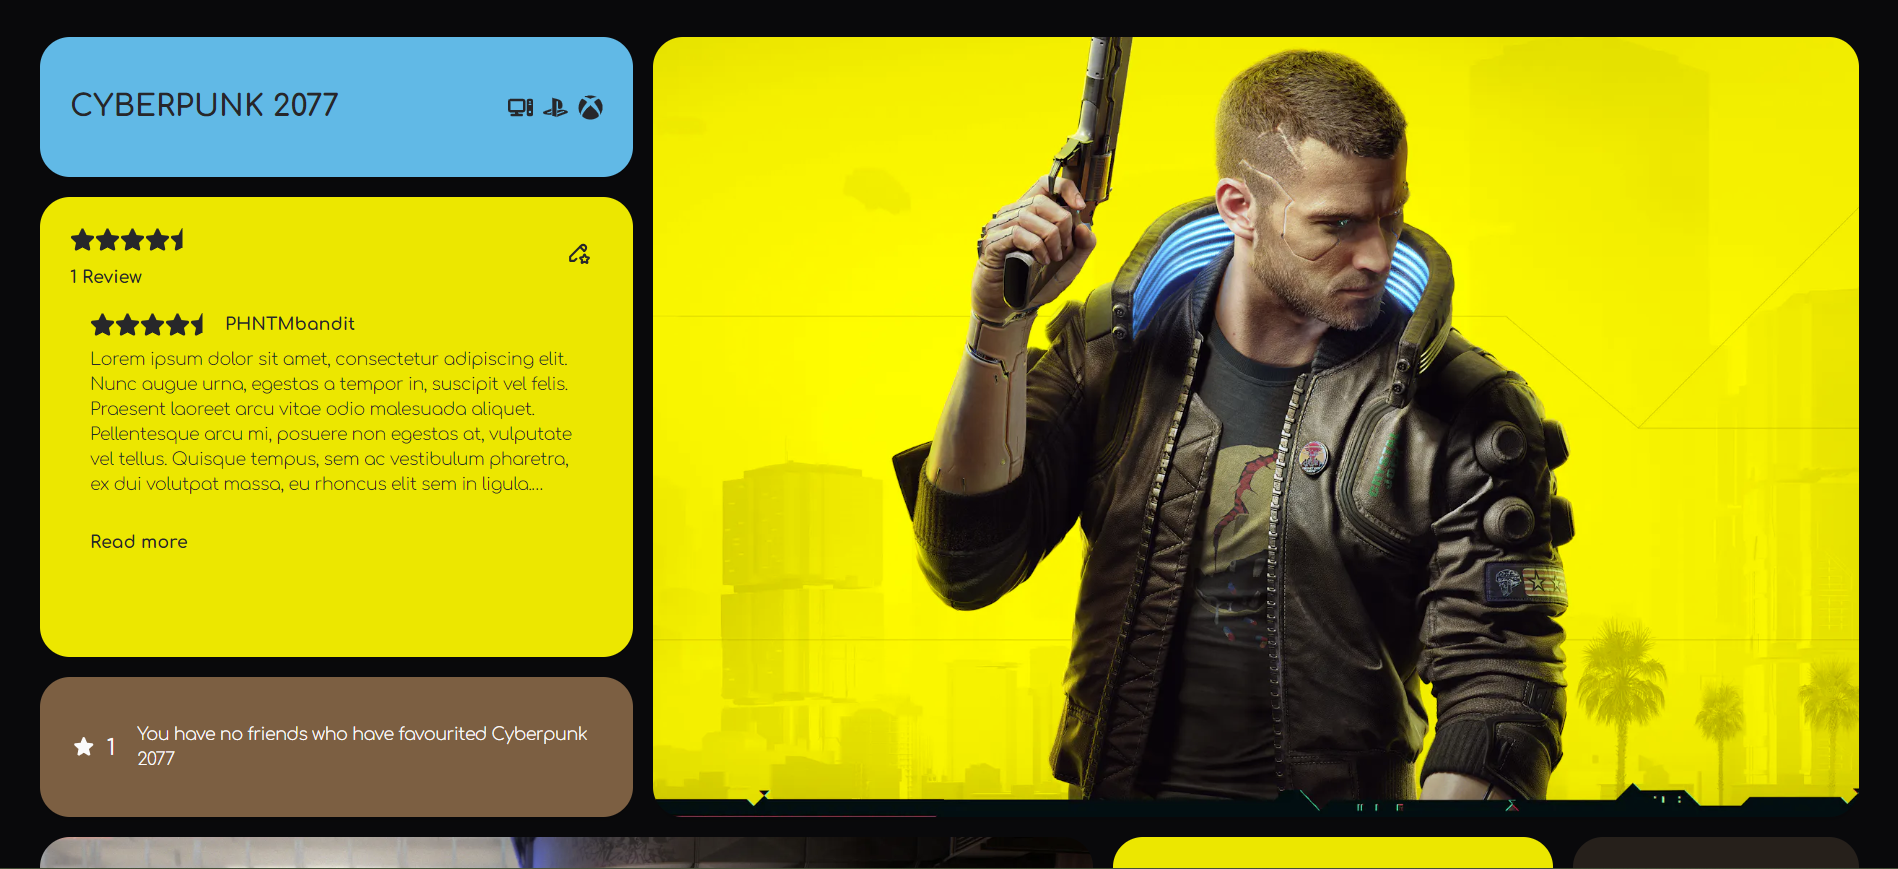 CYBERPUNK 2077
1 Review
PHNTMbandit
Lorem ipsum dolor sit amet, consectetur adipiscing elit.
Nunc augue urna, egestas a tempor in, suscipit vel felis.
Praesent laoreet arcu vitae odio malesuada aliquet.
Pellentesque arcu mi, posuere non egestas at, vulputate
vel tellus. Quisque tempus, sem ac vestibulum pharetra,
ex dui volutpat massa, eu rhoncus elit sem in ligula....
Read more
1
You have no friends who have favourited Cyberpunk
2077